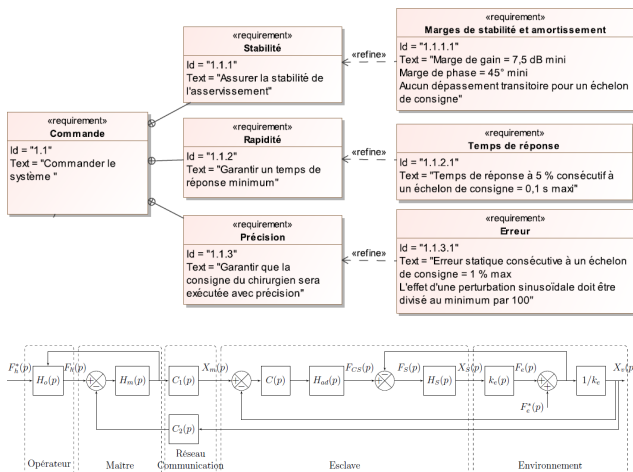 «requirement»
Stabilité
Id = "1.1.1"
Text = "Assurer la stabilité de
l'asservissement"
«refine»
«requirement»
Marges de stabilité et amortissement
Id = "1.1.1.1"
Text = "Marge de gain = 7,5 dB mini
Marge de phase = 45° mini
Aucun dépassement transitoire pour un échelon
de consigne"
«requirement»
Commande
Id = "1.1"
Text = "Commander le
système "
«requirement»
Rapidité
Id = "1.1.2"
Text = "Garantir un temps de
réponse minimum"
«refine»
«requirement»
Temps de réponse
Id = "1.1.2.1"
Text = "Temps de réponse à 5 % consécutif à
un échelon de consigne = 0,1 s maxi"
«requirement»
Précision
Id = "1.1.3"
Text = "Garantir que la
consigne du chirurgien sera
exécutée avec précision"
«refine»
«requirement»
Erreur
Id = "1.1.3.1"
Text = "Erreur statique consécutive à un échelon
de consigne = 1 % max
L'effet d'une perturbation sinusoïdale doit être
divisé au minimum par 100"
F*h(p) Fh(p) Xm(p) FCS(p) FS(p) XS(p) Fe(p) Xe(p)
Ho(p) Hm(p) C1(p) C(p) Had(p) HS(p) ke(p) 1/ke
F*e(p)
C2(p)
Réseau
Opérateur Maître Communication Esclave Environnement